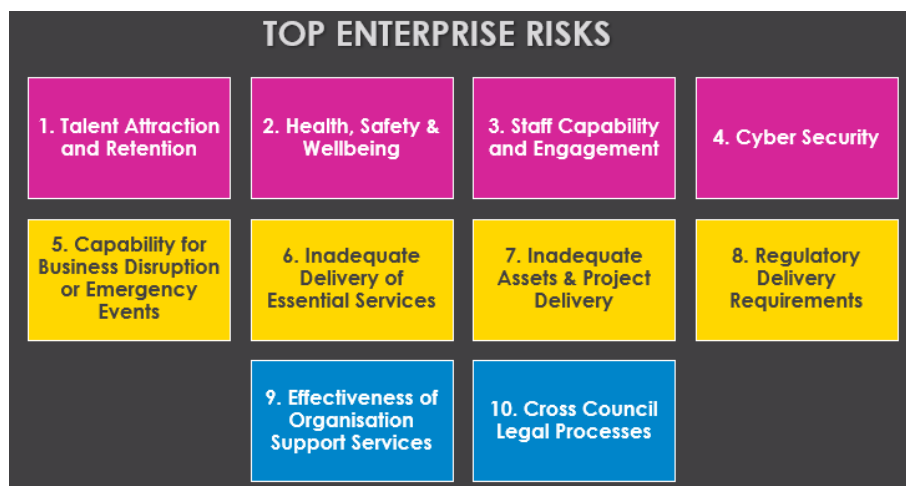 TOP ENTERPRISE RISKS
1. Talent Attraction
and Retention
2. Health, Safety &
Wellbeing
3. Staff Capability
and Engagement
4. Cyber Security
5. Capability for
Business Disruption
or Emergency
Events
6. Inadequate
Delivery of
Essential Services
7. Inadequate
Assets & Project
Delivery
8. Regulatory
Delivery
Requirements
9. Effectiveness of
Organisation
Support Services
10. Cross Council
Legal Processes